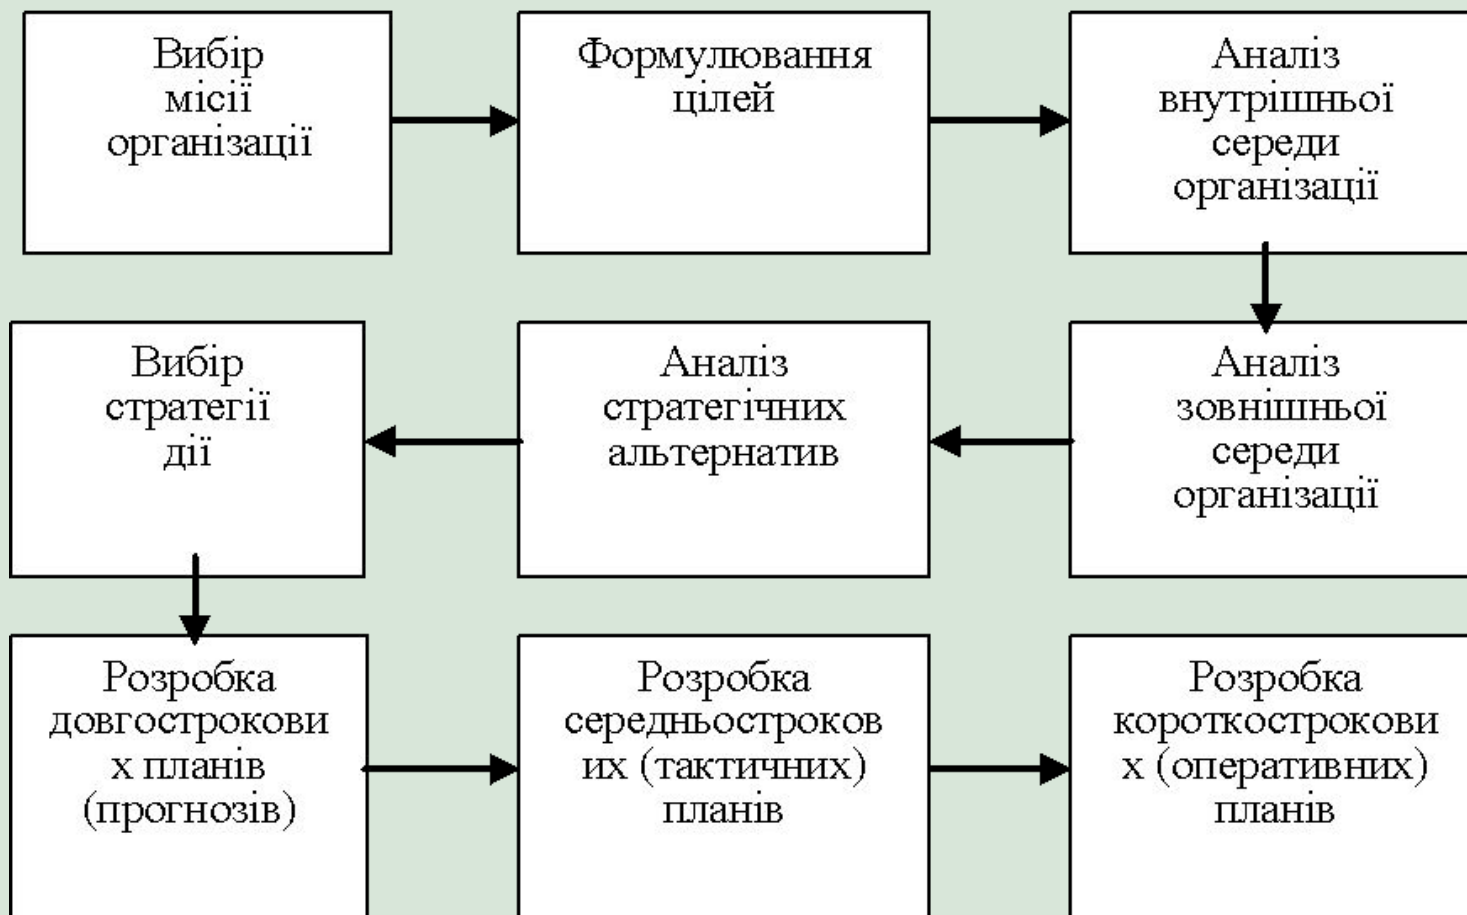 Вибір
місії
організації
Формулювання
цілей
Аналіз
внутрішньої
середи
організації
Аналіз
зовнішньої
середи
організації
Аналіз
стратегічних
альтернатив
Вибір
стратегії
дії
Розробка
довгострокови
х планів
(прогнозів)
Розробка
середньостроков
их (тактичних)
планів
Розробка
короткострокови
х (оперативних)
планів